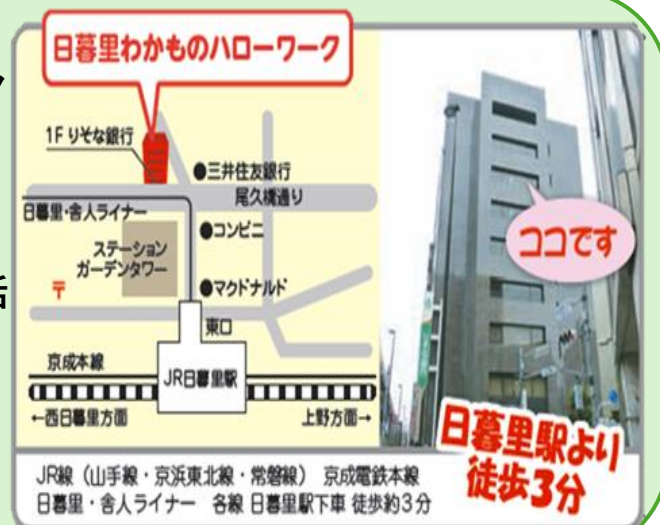 日暮里わかものハローワーク
1F りそな銀行
●三井住友銀行
尾久橋通り
日暮里・舎人ライナー
●コンビニ
ステーション
ガーデンタワー
〒
●マクドナルド
東口
京成本線
JR日暮里駅
←西日暮里方面
上野方面→
ココです
日暮里駅より
徒歩3分
JR線（山手線・京浜東北線・常磐線） 京成電鉄本線
日暮里・舎人ライナー 各線 日暮里駅下車 徒歩約3分